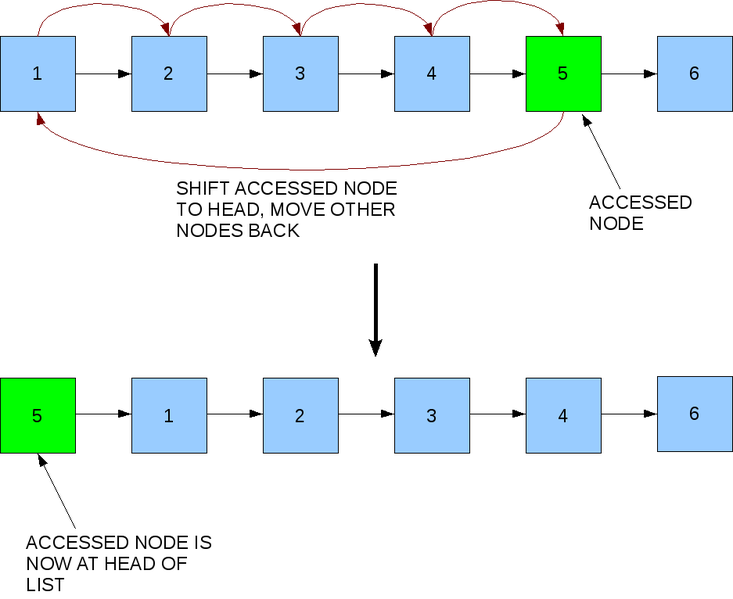 1 2 3 4 5 6
SHIFT ACCESSED NODE
TO HEAD, MOVE OTHER
NODES BACK
ACCESSED
NODE
5 1 2 3 4 6
ACCESSED NODE IS
NOW AT HEAD OF
LIST